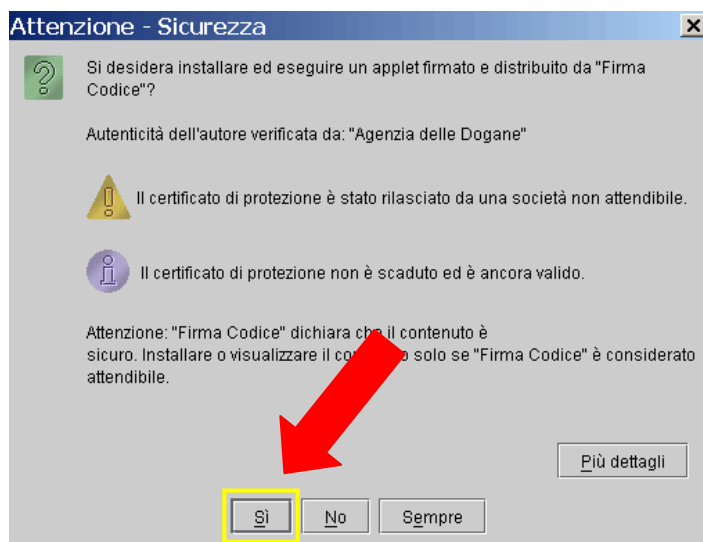 Attenzione - Sicurezza
Si desidera installare ed eseguire un applet firmato e distribuito da "Firma
Codice"?
Autenticità dell'autore verificata da: "Agenzia delle Dogane"
Il certificato di protezione è stato rilasciato da una società non attendibile.
Il certificato di protezione non è scaduto ed è ancora valido.
Attenzione: "Firma Codice" dichiara che il contenuto è
sicuro. Installare o visualizzare il solo se "Firma Codice" è considerato
attendibile.
Più dettagli
Sì No Sempre